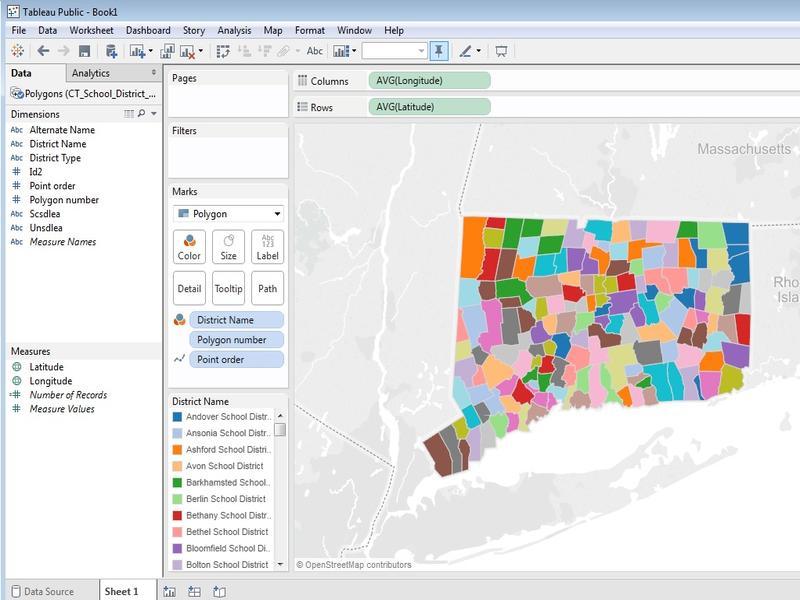 Tableau Public - Book1
File Data Worksheet Dashboard Story Analysis Map Format Window Help
Abc
Data Analytics
Polygons (CT_School_District_...
Dimensions
Abc Alternate Name
Abc District Name
Abc District Type
# Id2
# Point order
# Polygon number
Abc Scsdlea
Abc Unsdlea
Abc Measure Names
Measures
Latitude
Longitude
# Number of Records
# Measure Values
Pages
Filters
Marks
Polygon
Color Size Abc 123 Label
Detail Tooltip Path
District Name
Polygon number
Point order
District Name
Andover School Distr..
Ansonia School Distr..
Ashford School Distr..
Avon School District
Barkhamsted School..
Berlin School District
Bethany School Distr..
Bethel School District
Bloomfield School Di..
Bolton School District
Columns AVG(Longitude)
Rows AVG(Latitude)
Massachusetts
Rho
Isla
© OpenStreetMap contributors
Data Source Sheet 1